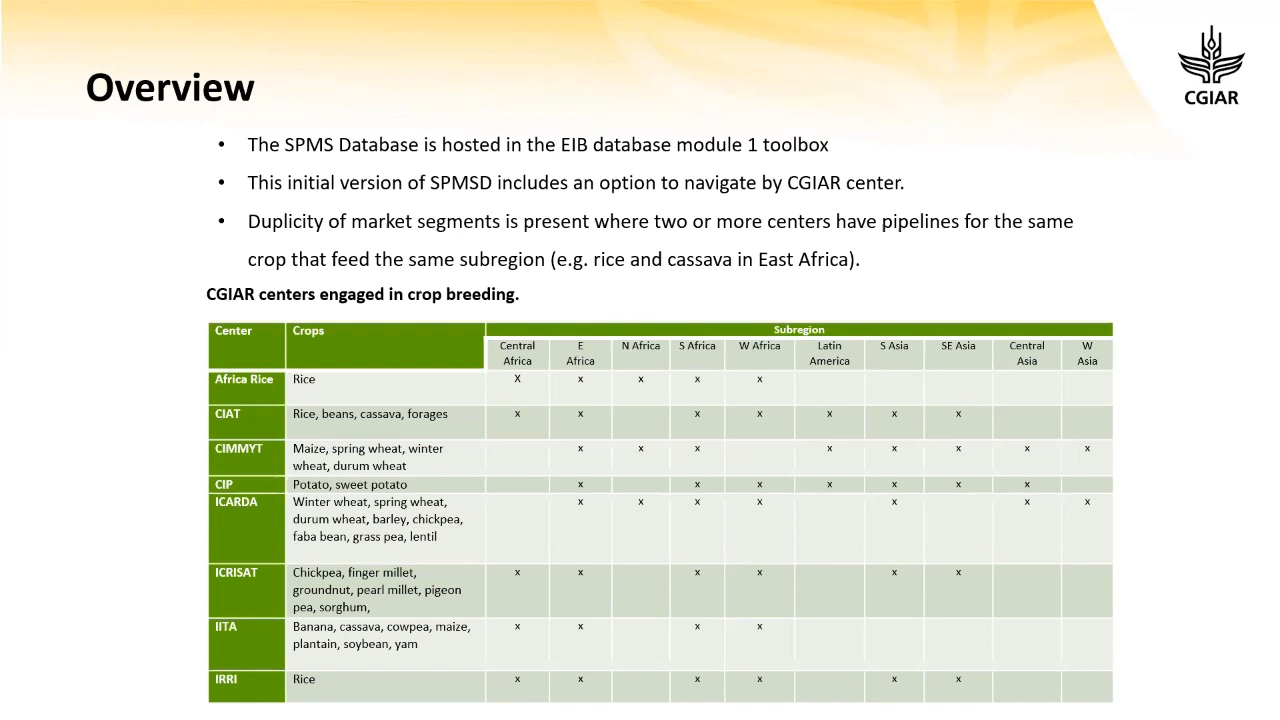 Overview
CGIAR
• The SPMS Database is hosted in the EIB database module 1 toolbox
• This initial version of SPMSD includes an option to navigate by CGIAR center.
• Duplicity of market segments is present where two or more centers have pipelines for the same
crop that feed the same subregion (e.g. rice and cassava in East Africa).
CGIAR centers engaged in crop breeding.
Center Crops Subregion
Central E N Africa S Africa W Africa Latin S Asia SE Asia Central W
Africa Africa America Asia Asia
Africa Rice Rice X x x x x
CIAT Rice, beans, cassava, forages x x x x x x x
CIMMYT Maize, spring wheat, winter x x x x x x x x
wheat, durum wheat
CIP Potato, sweet potato x x x x x x x
ICARDA Winter wheat, spring wheat, x x x x x x x
durum wheat, barley, chickpea,
faba bean, grass pea, lentil
ICRISAT Chickpea, finger millet, x x x x x x
groundnut, pearl millet, pigeon
pea, sorghum,
IITA Banana, cassava, cowpea, maize, x x x x
plantain, soybean, yam
IRRI Rice x x x x x x